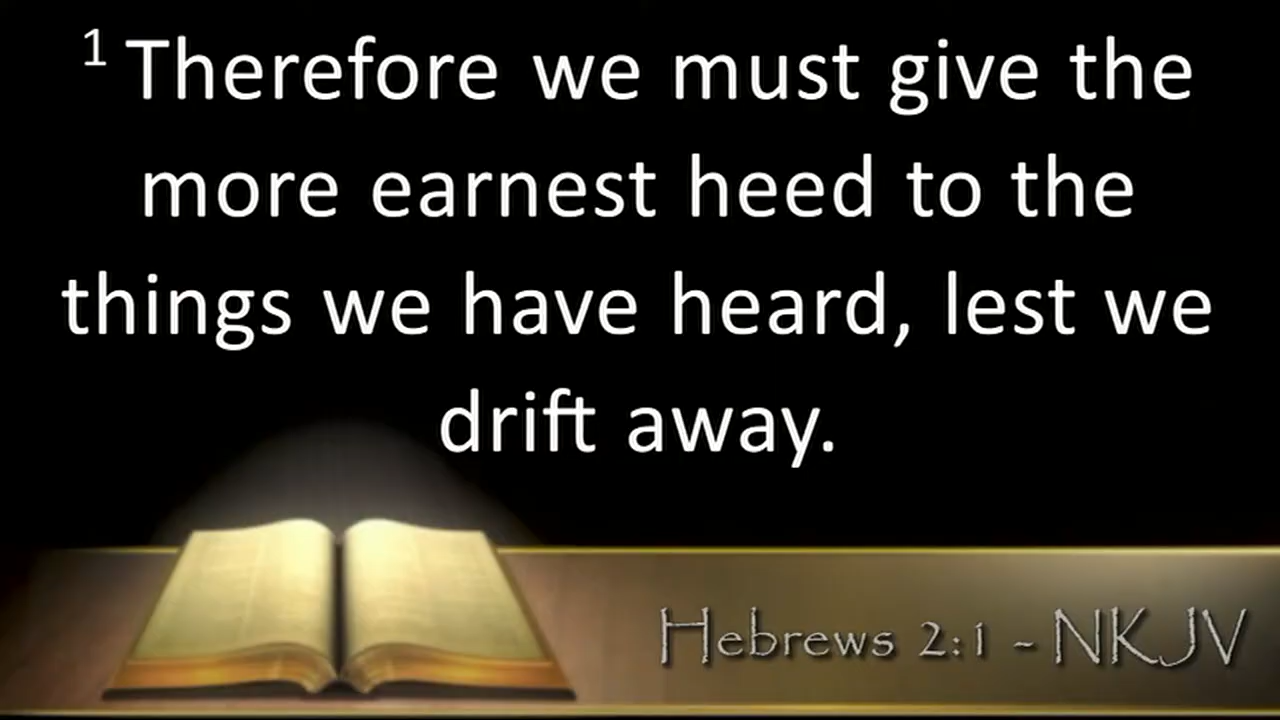 1 Therefore we must give the
more earnest heed to the
things we have heard, lest we
drift away.
Hebrews 2:1 ~ NKJV